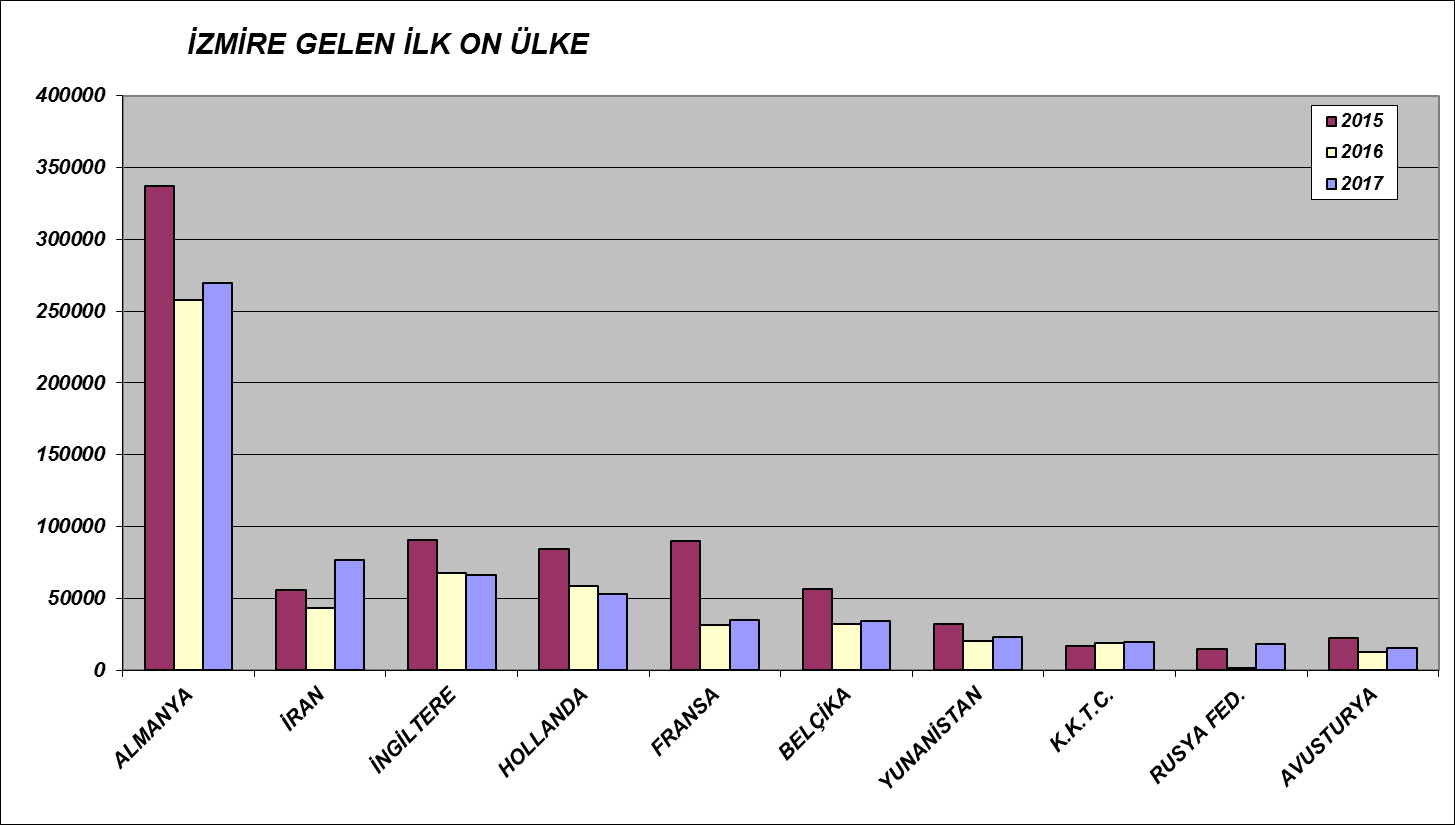 İZMİRE GELEN İLK ON ÜLKE
400000
350000
300000
250000
200000
150000
100000
50000
0
2015
2016
2017
ALMANYA
İRAN
İNGİLTERE
HOLLANDA
FRANSA
BELÇİKA
YUNANİSTAN
K.K.T.C.
RUSYA FED.
AVUSTURYA